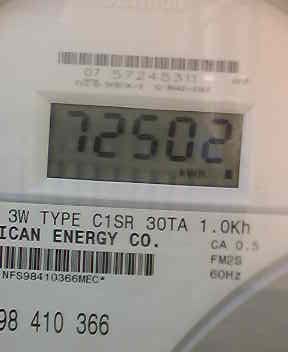 07 57245311
72502
kWh
3W TYPE C1SR 30TA 1.0Kh
ICAN ENERGY CO.
CA 0.5
FM2S
NFS98410366MEC*
60Hz
98 410 366